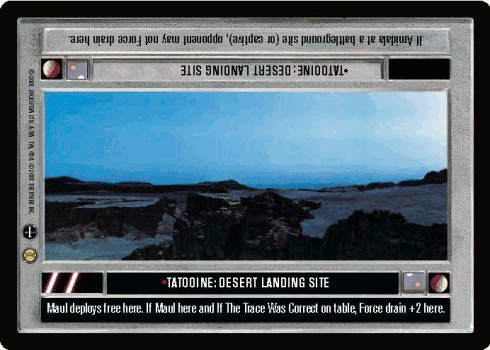 If Amidala at a battleground site (or captive), opponent may not Force drain here.
•TATOOINE: DESERT LANDING SITE
•TATOOINE: DESERT LANDING SITE
Maul deploys free here. If Maul here and If The Trace Was Correct on table, Force drain +2 here.